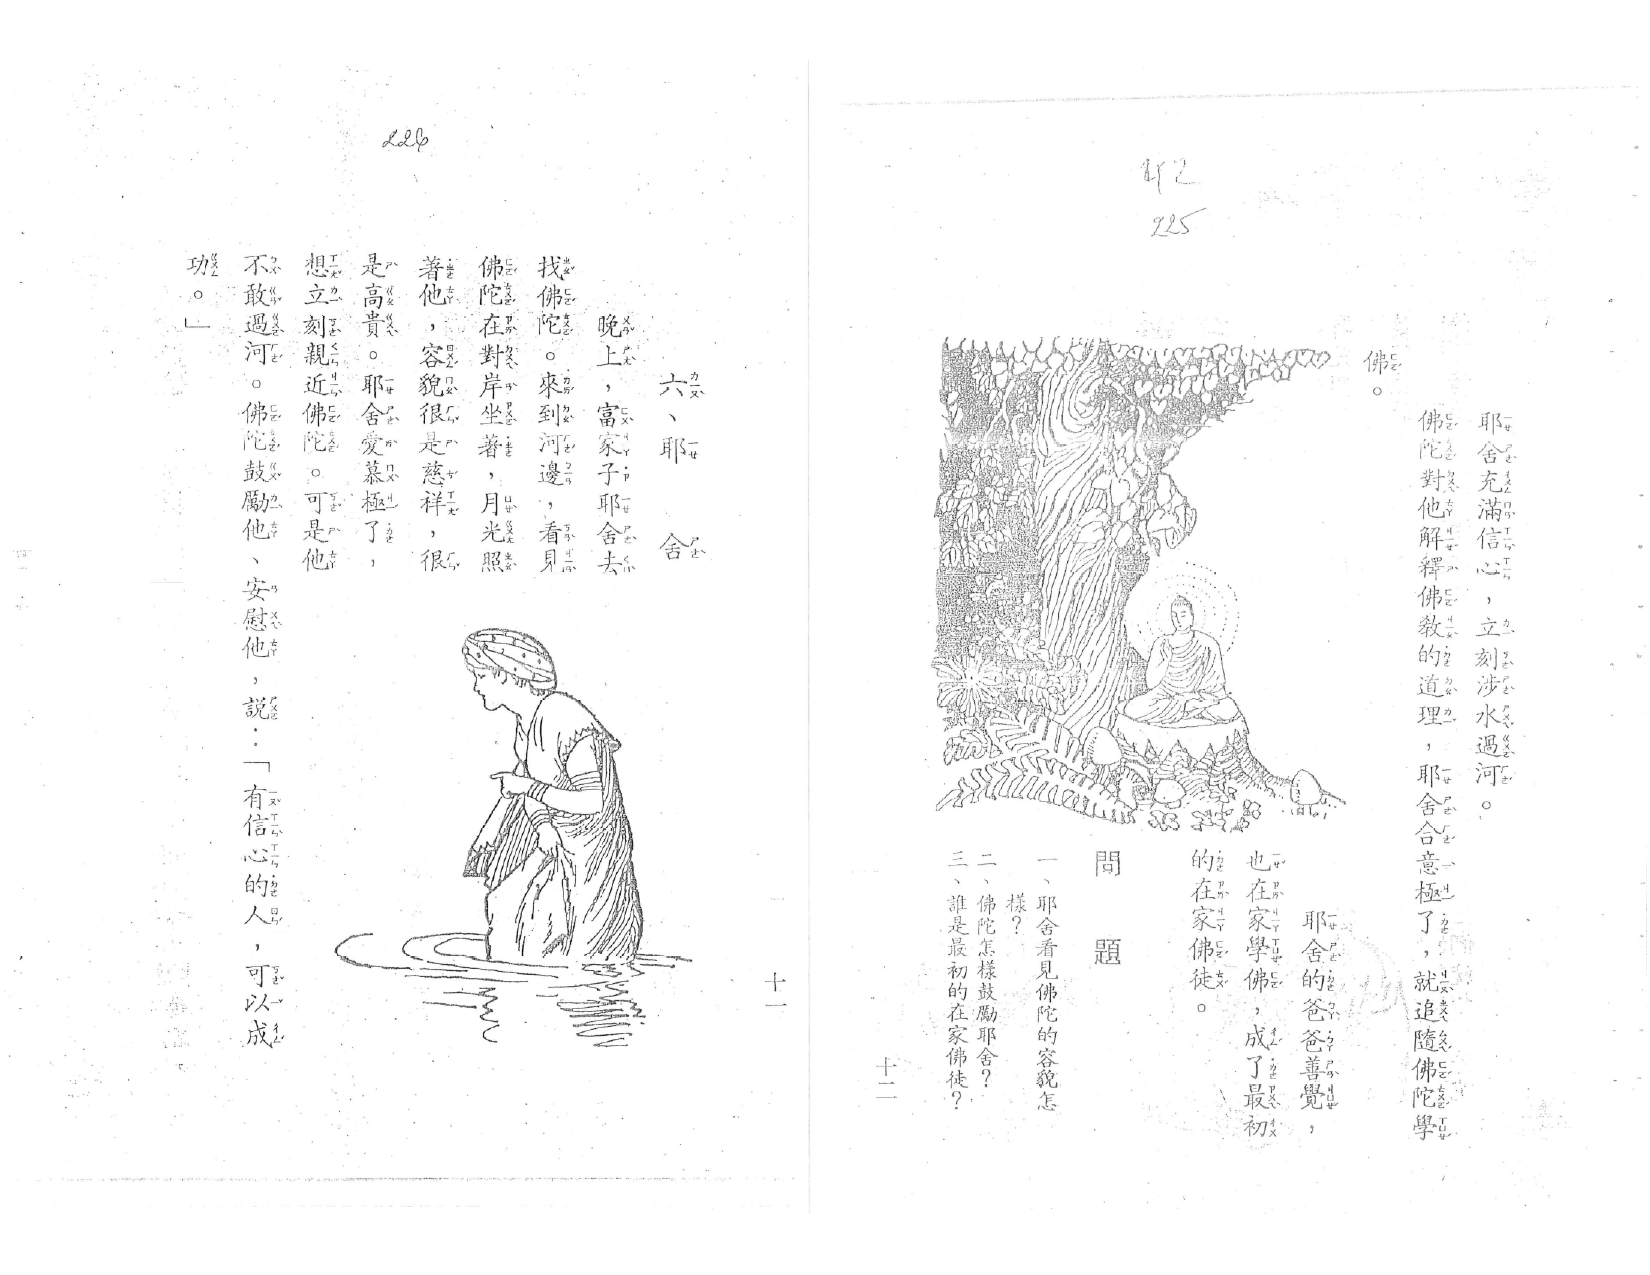 226
六、耶舍
晚上，富家子耶舍去
找佛陀。來到河邊，看見
佛陀在對岸坐著，月光照
著他，容貌很是慈祥，很
是高貴。耶舍愛慕極了，
想立刻親近佛陀。可是他
不敢過河。佛陀鼓勵他、安慰他，說：「有信心的人，可以成
功。」
十一
225
耶舍充滿信心，立刻涉水過河。
佛陀對他解釋佛教的道理，耶舍合意極了，就追隨佛陀學
佛。
耶舍的爸爸善覺，
也在家學佛，成了最初
的在家佛徒。
問題
一、耶舍看見佛陀的容貌怎
樣？
二、佛陀怎樣鼓勵耶舍？
三、誰是最初的在家佛徒？
十二